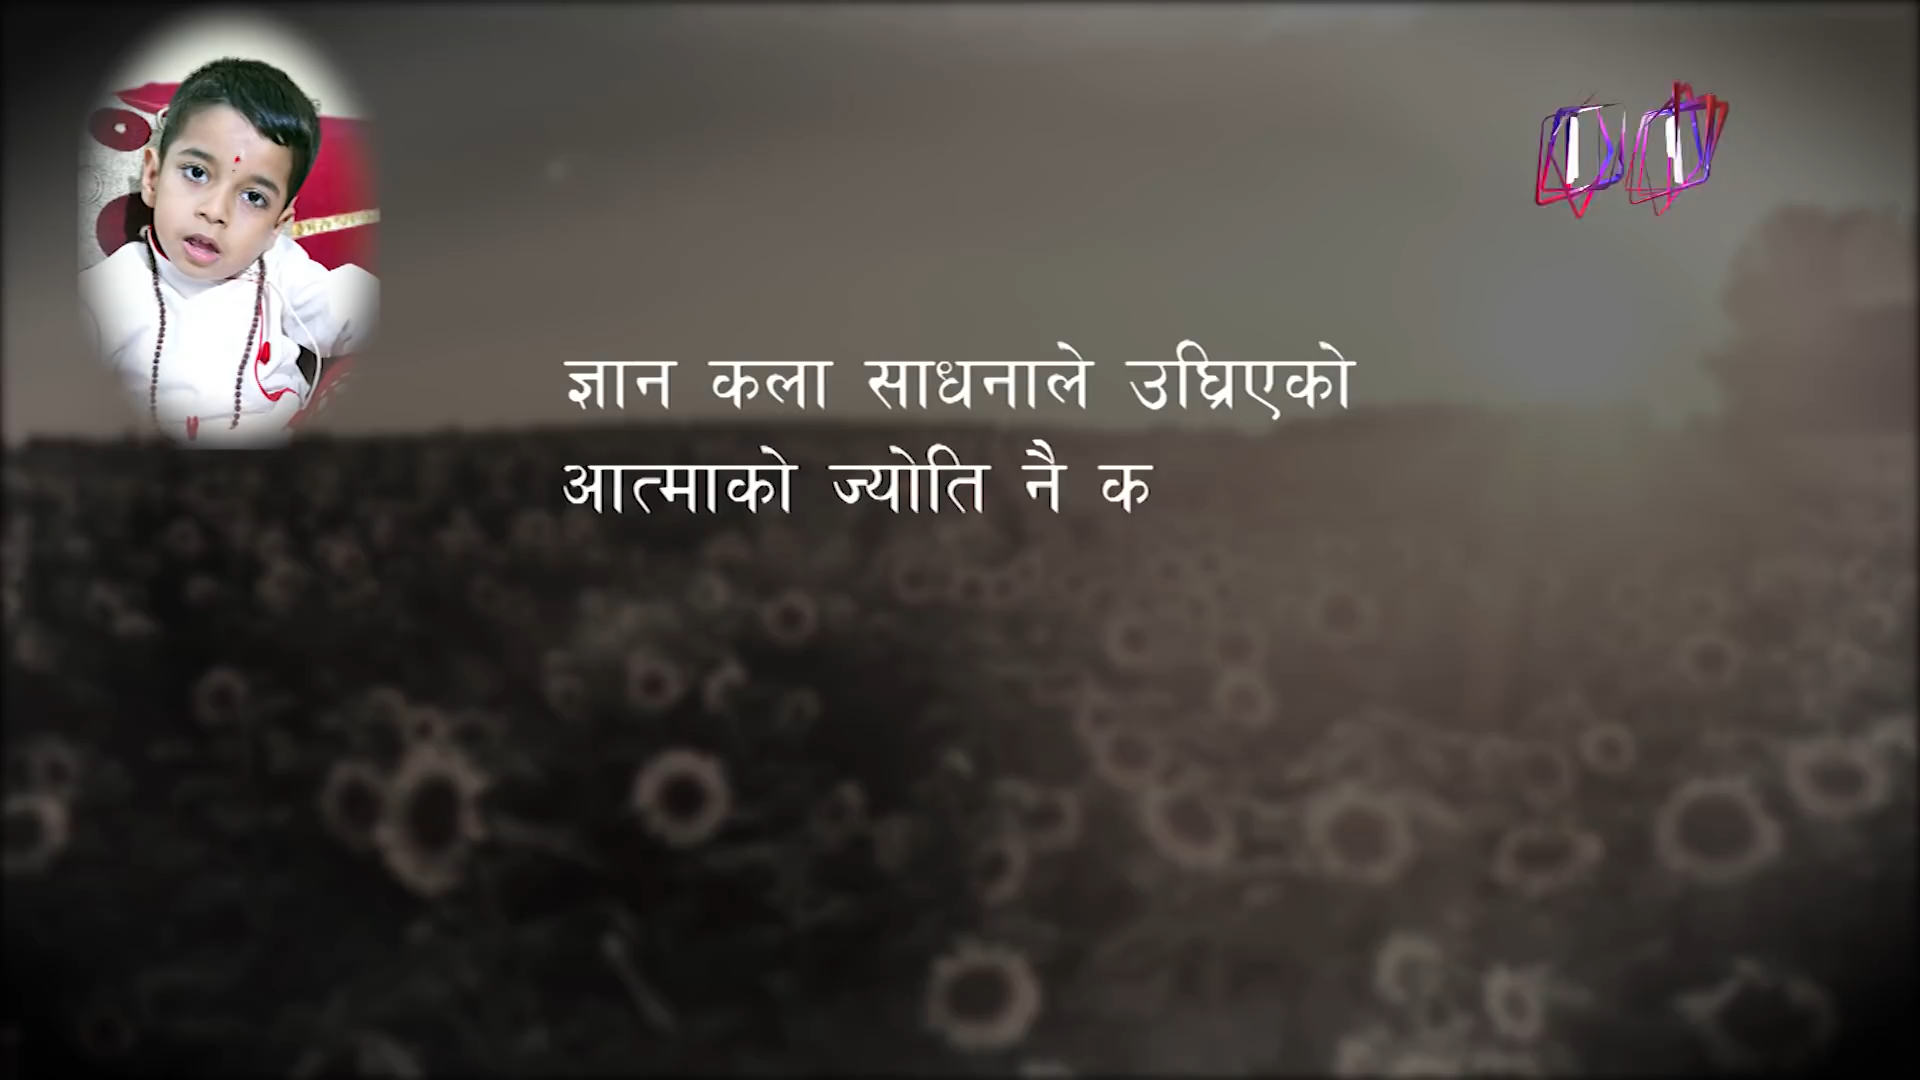 ज्ञान कला साधनाले उघ्रिएको
आत्माको ज्योति नै क